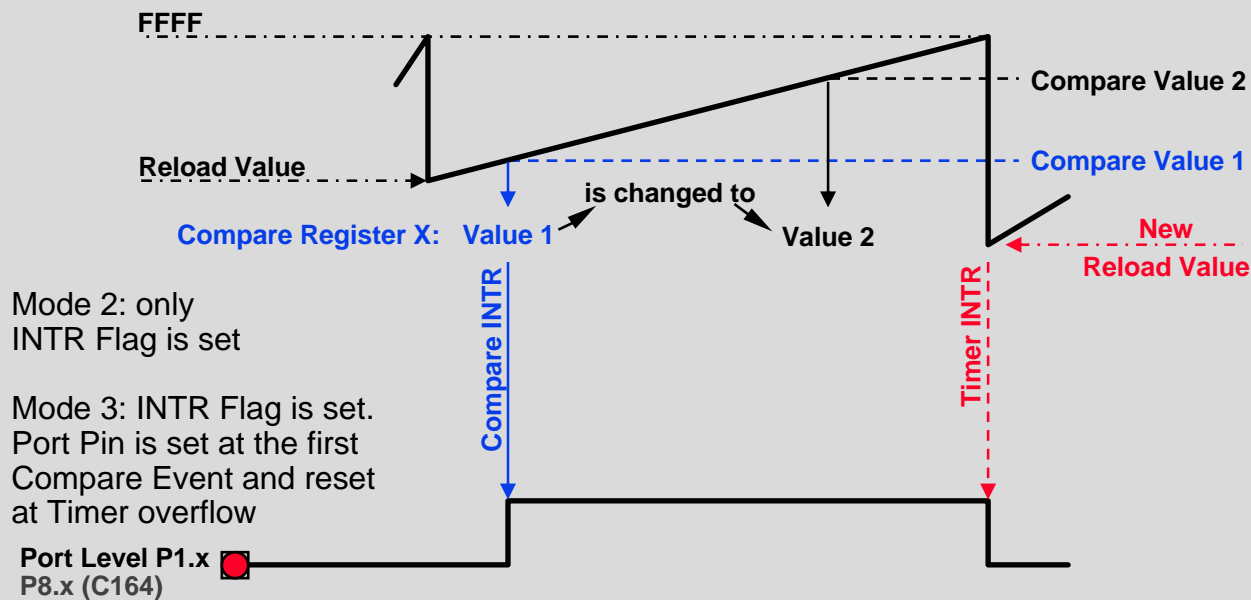 FFFF
Compare Value 2
Reload Value
Compare Value 1
is changed to
Compare Register X: Value 1
Value 2
New
Reload Value
Compare INTR
Timer INTR
Mode 2: only
INTR Flag is set
Mode 3: INTR Flag is set.
Port Pin is set at the first
Compare Event and reset
at Timer overflow
Port Level P1.x
P8.x (C164)